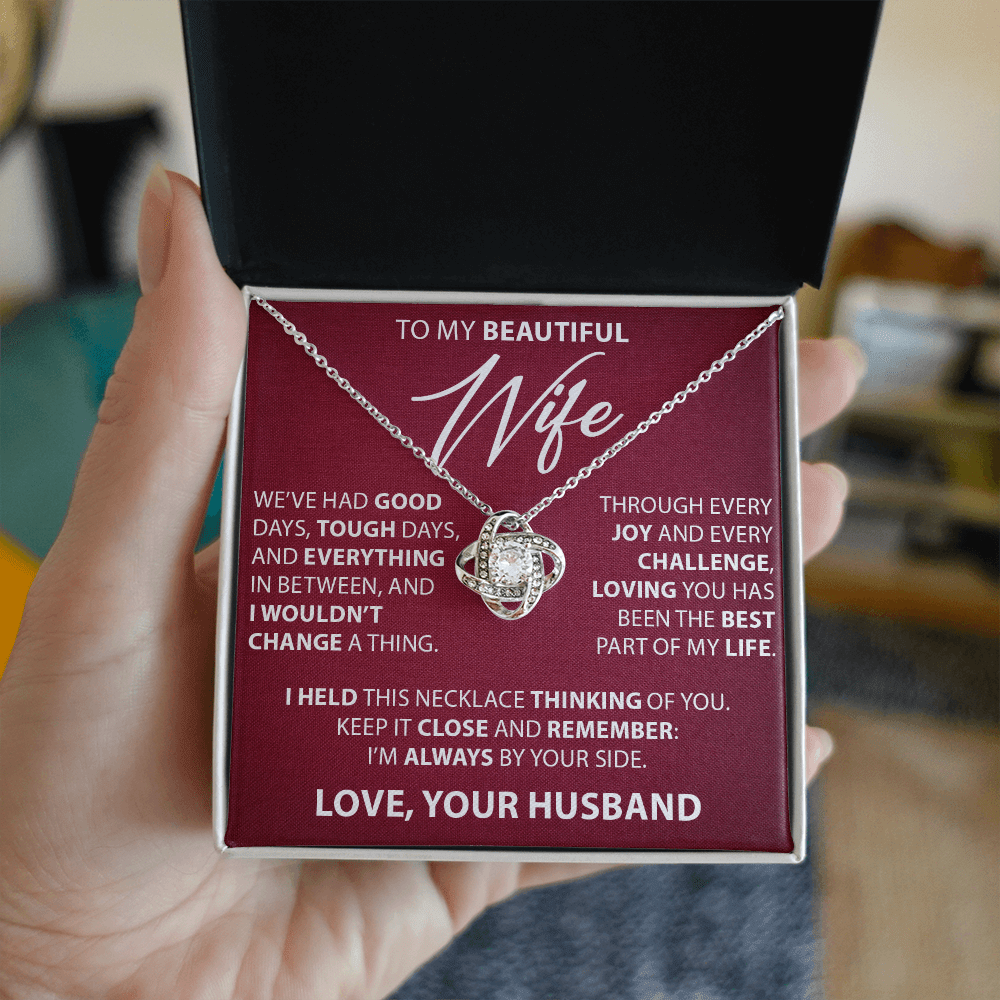 TO MY BEAUTIFUL
Wife
WE'VE HAD GOOD
DAYS, TOUGH DAYS,
AND EVERYTHING
IN BETWEEN, AND
I WOULDN'T
CHANGE A THING.
THROUGH EVERY
JOY AND EVERY
CHALLENGE,
LOVING YOU HAS
BEEN THE BEST
PART OF MY LIFE.
I HELD THIS NECKLACE THINKING OF YOU.
KEEP IT CLOSE AND REMEMBER:
I'M ALWAYS BY YOUR SIDE.
LOVE, YOUR HUSBAND